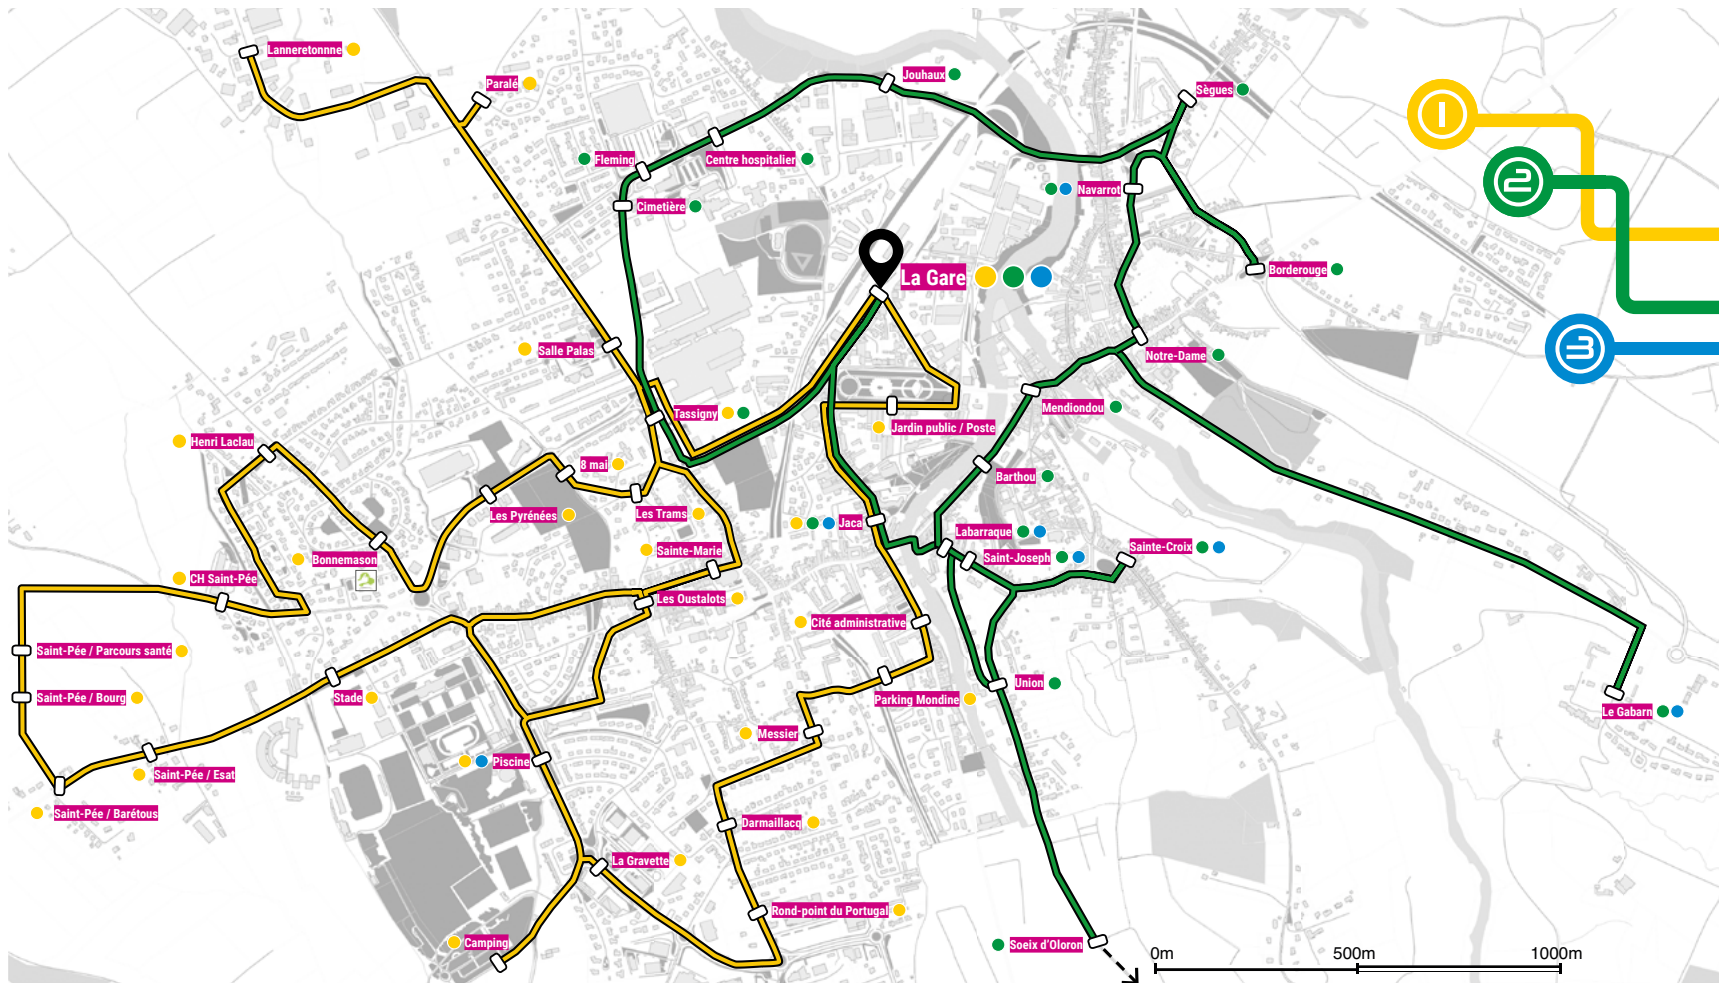 Lanneretonnne
Paralé
Jouhaux
Sègues
1
Fleming
Centre hospitalier
2
Navarrot
Cimetière
La Gare
Borderouge
Salle Palas
Notre-Dame
3
Tassigny
Mendiondou
Jardin public / Poste
Henri Laclau
8 mai
Barthou
Les Pyrénées
Les Trams
Jaca
Labarraque
Sainte-Marie
Saint-Joseph
Sainte-Croix
Bonnemason
CH Saint-Pée
Les Oustalots
Cité administrative
Saint-Pée / Parcours santé
Union
Saint-Pée / Bourg
Stade
Parking Mondine
Le Gabarn
Messier
Piscine
Saint-Pée / Esat
Saint-Pée / Barétous
Darmaillacq
La Gravette
Rond-point du Portugal
Camping
Soeix d'Oloron
0m 500m 1000m